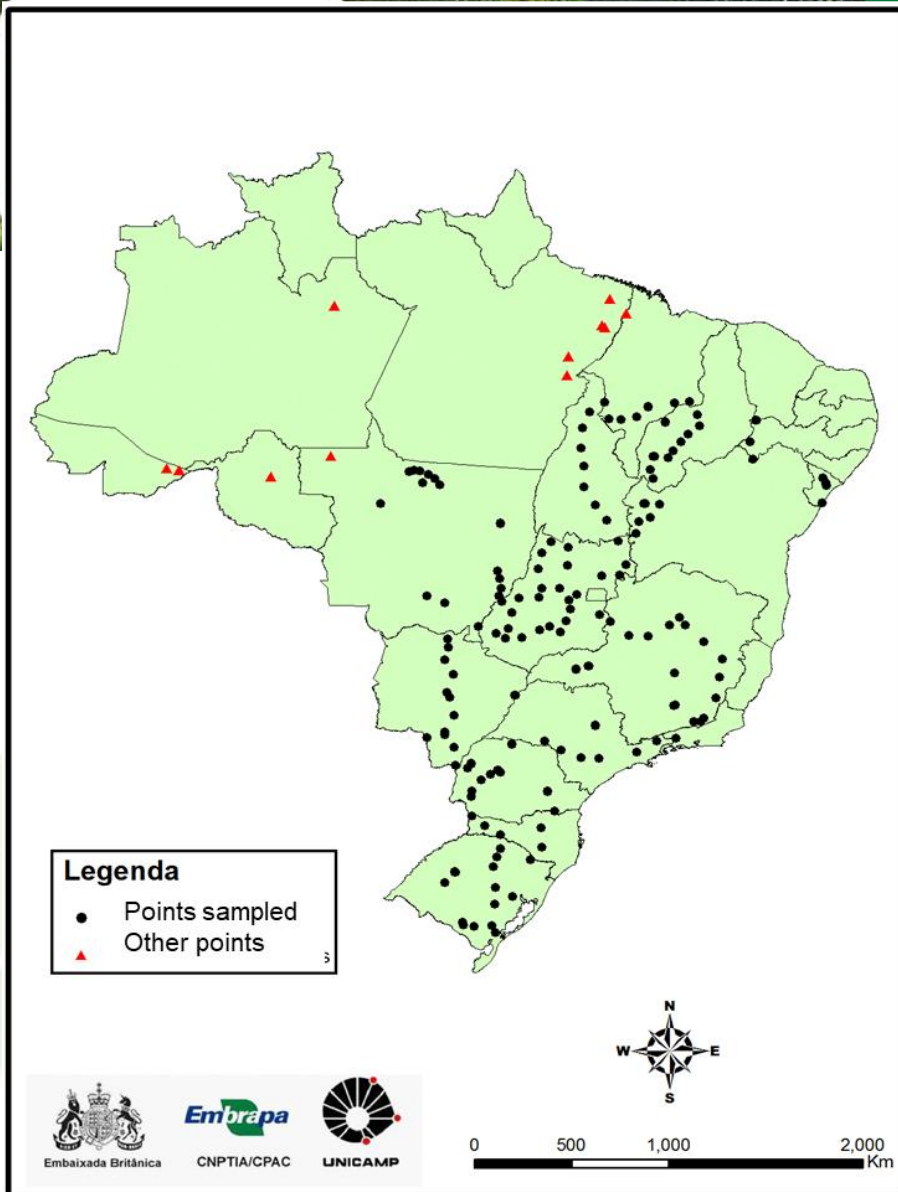 Legenda
Points sampled
Other points
s
N
W E
S
Embaixada Britânica
Embrapa
CNPTIA/CPAC
UNICAMP
0 500 1,000 2,000
Km